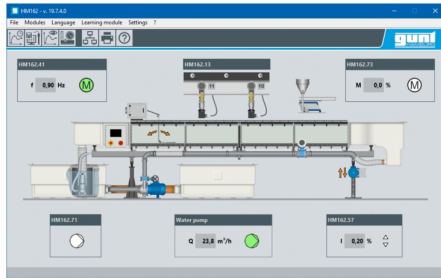 HM162 - v. 19.7.4.0
File Modules Language Learning module Settings ?
gunt
HM162.41
f 0,90 Hz M
HM162.13
11 10
HM162.73
M 0,0 % M
HM162.71
Water pump
Q 23,8 m³/h
HM162.57
I 0,20 %